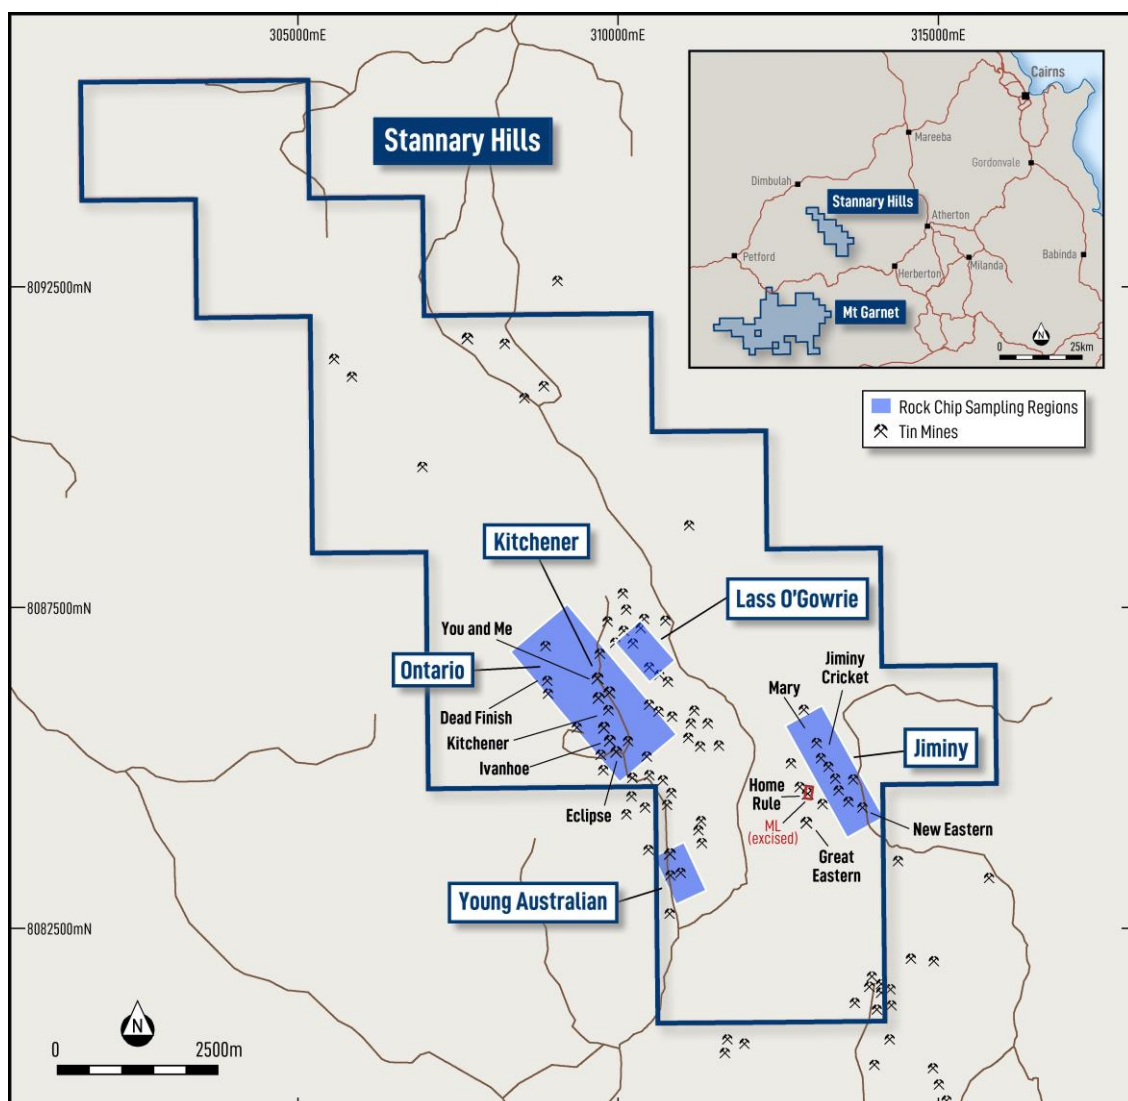 305000mE
310000mE
315000mE
Stannary Hills
Cairns
Mareeba
Gordonvale
Dimbulah
Stannary Hills
Atherton
Petford
Herberton
Milanda
Babinda
Mt Garnet
N
0
25km
8092500mN
Rock Chip Sampling Regions
Tin Mines
Kitchener
8087500mN
Lass O'Gowrie
You and Me
Ontario
Jiminy
Cricket
Mary
Dead Finish
Kitchener
Jiminy
Ivanhoe
Home
Rule
Eclipse
ML
(excised)
New Eastern
Great
Eastern
Young Australian
8082500mN
N
0
2500m